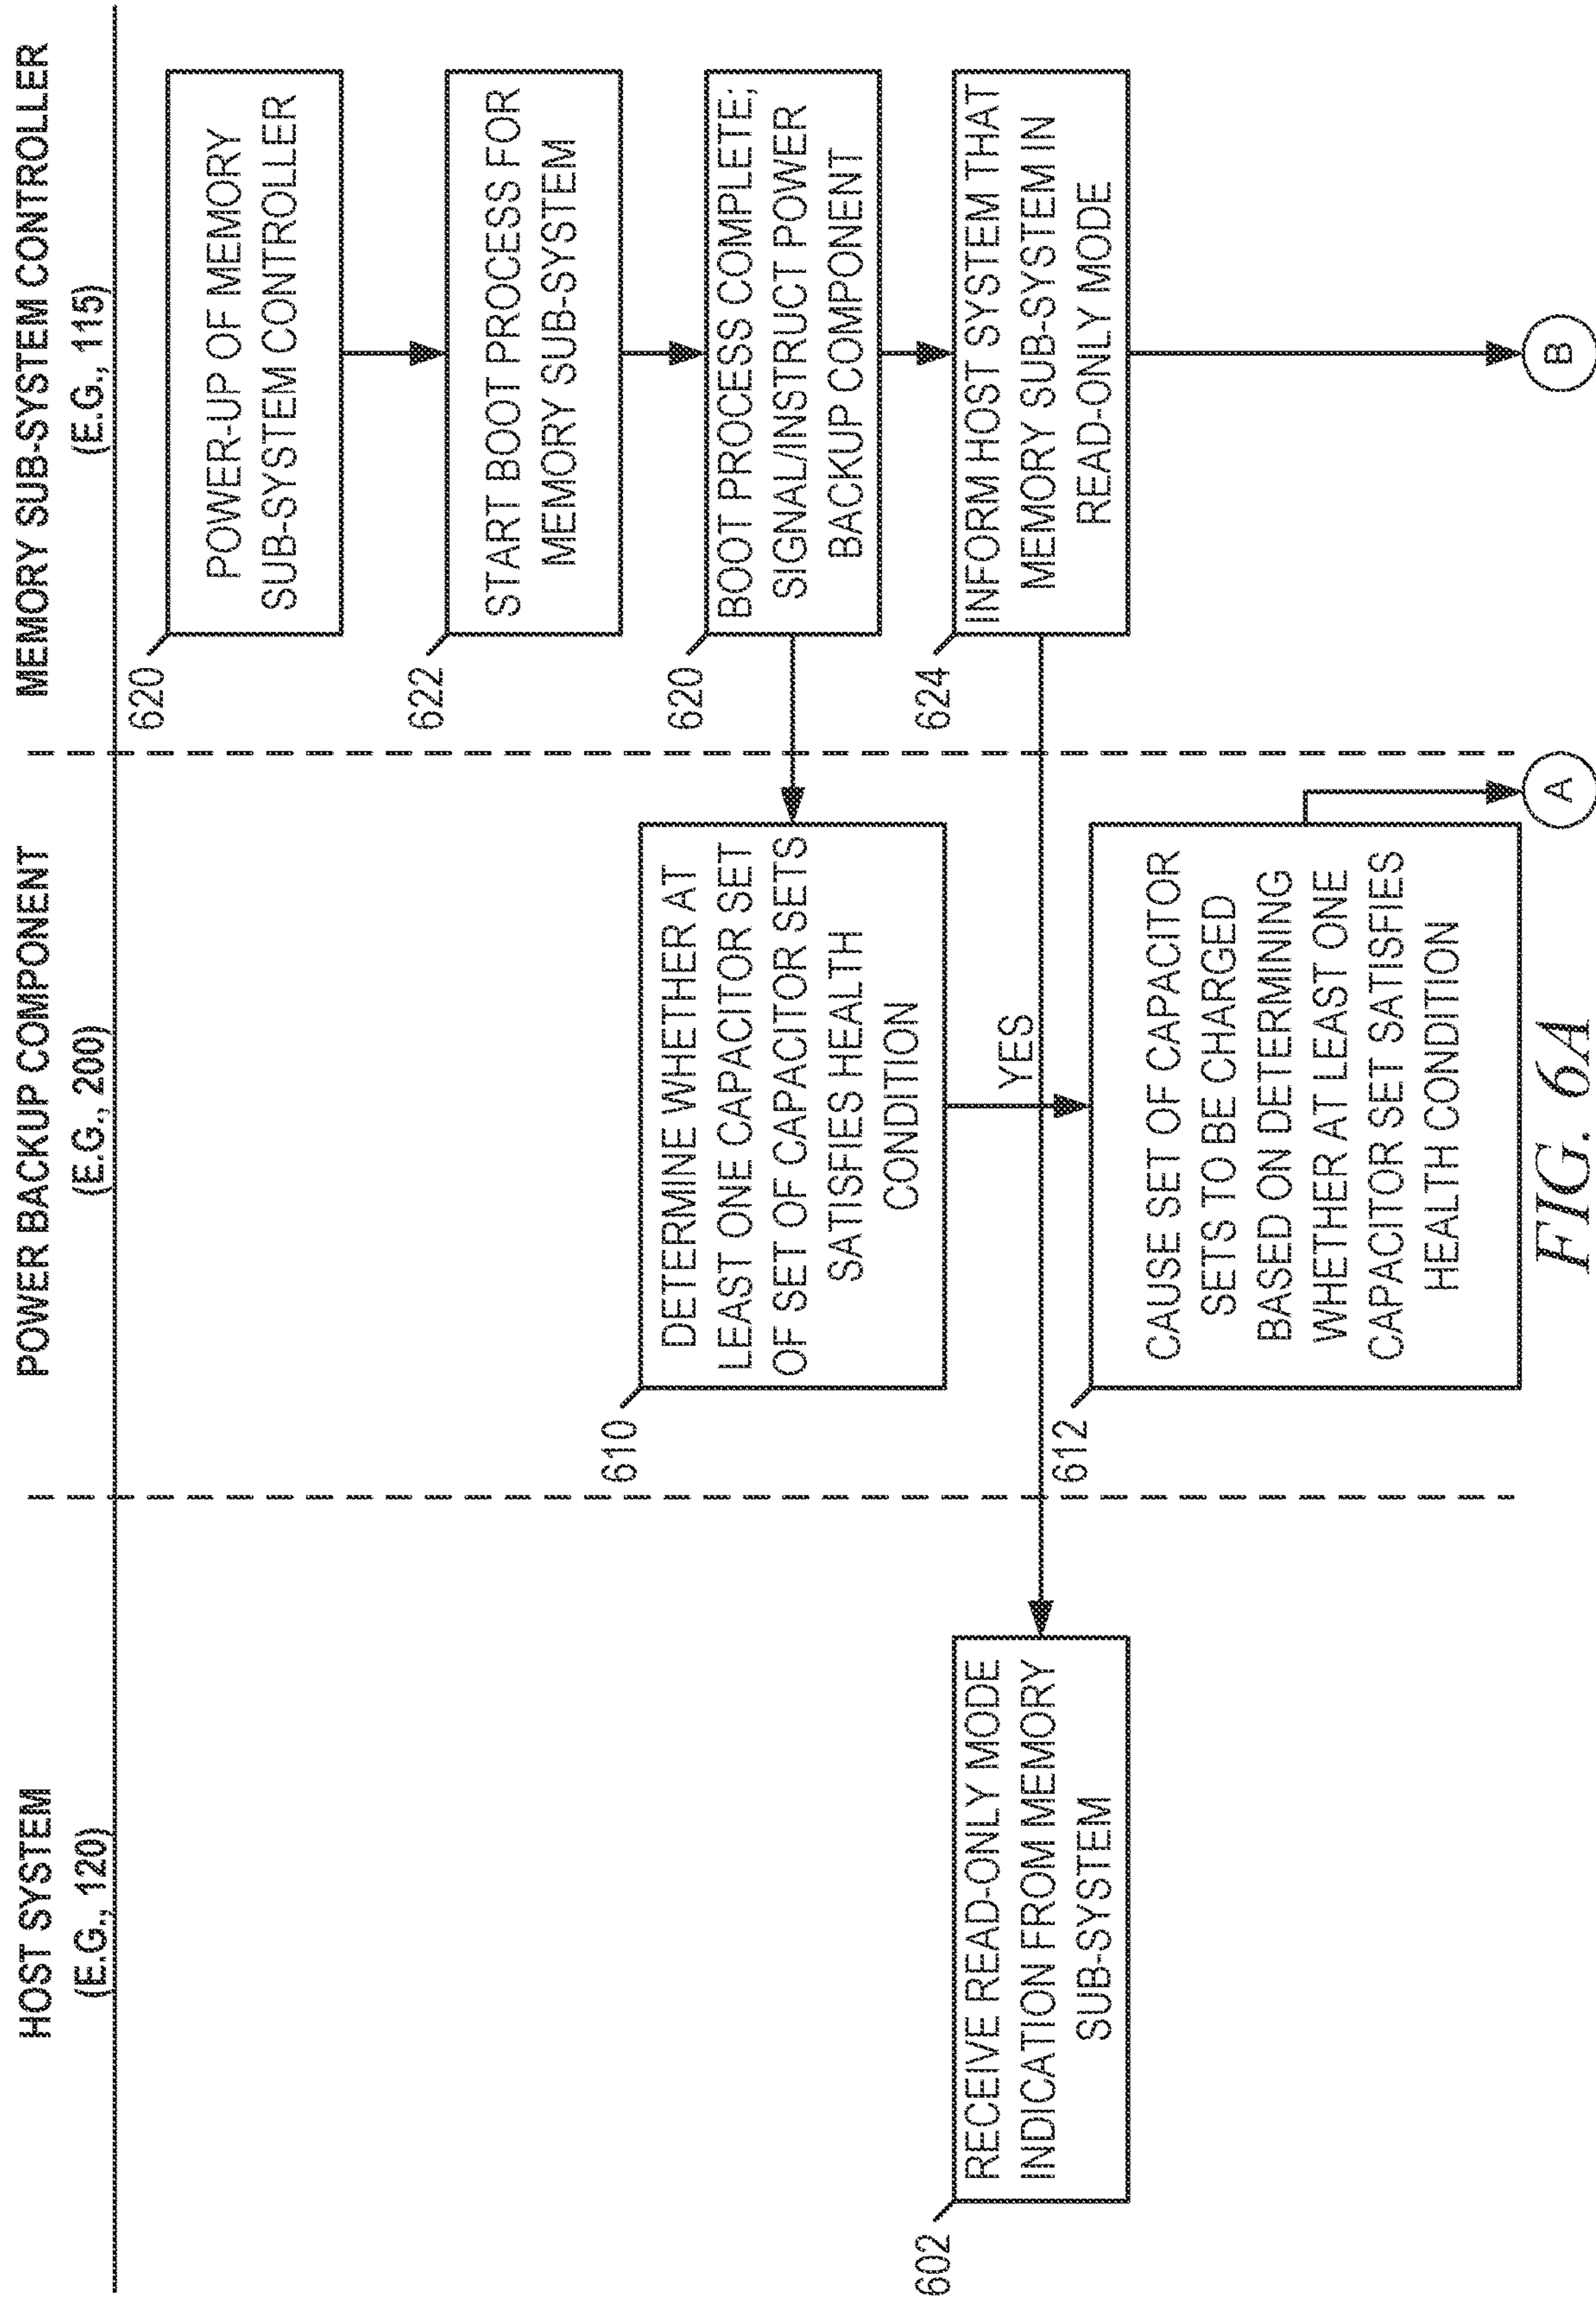 HOST SYSTEM
(E.G., 120)
POWER BACKUP COMPONENT
(E.G., 200)
MEMORY SUB-SYSTEM CONTROLLER
(E.G., 115)
620
POWER-UP OF MEMORY
SUB-SYSTEM CONTROLLER
622
START BOOT PROCESS FOR
MEMORY SUB-SYSTEM
620
BOOT PROCESS COMPLETE;
SIGNAL/INSTRUCT POWER
BACKUP COMPONENT
610
DETERMINE WHETHER AT
LEAST ONE CAPACITOR SET
OF SET OF CAPACITOR SETS
SATISFIES HEALTH
CONDITION
624
INFORM HOST SYSTEM THAT
MEMORY SUB-SYSTEM IN
READ-ONLY MODE
602
RECEIVE READ-ONLY MODE
INDICATION FROM MEMORY
SUB-SYSTEM
YES
612
CAUSE SET OF CAPACITOR
SETS TO BE CHARGED
BASED ON DETERMINING
WHETHER AT LEAST ONE
CAPACITOR SET SATISFIES
HEALTH CONDITION
A
B
FIG. 6A